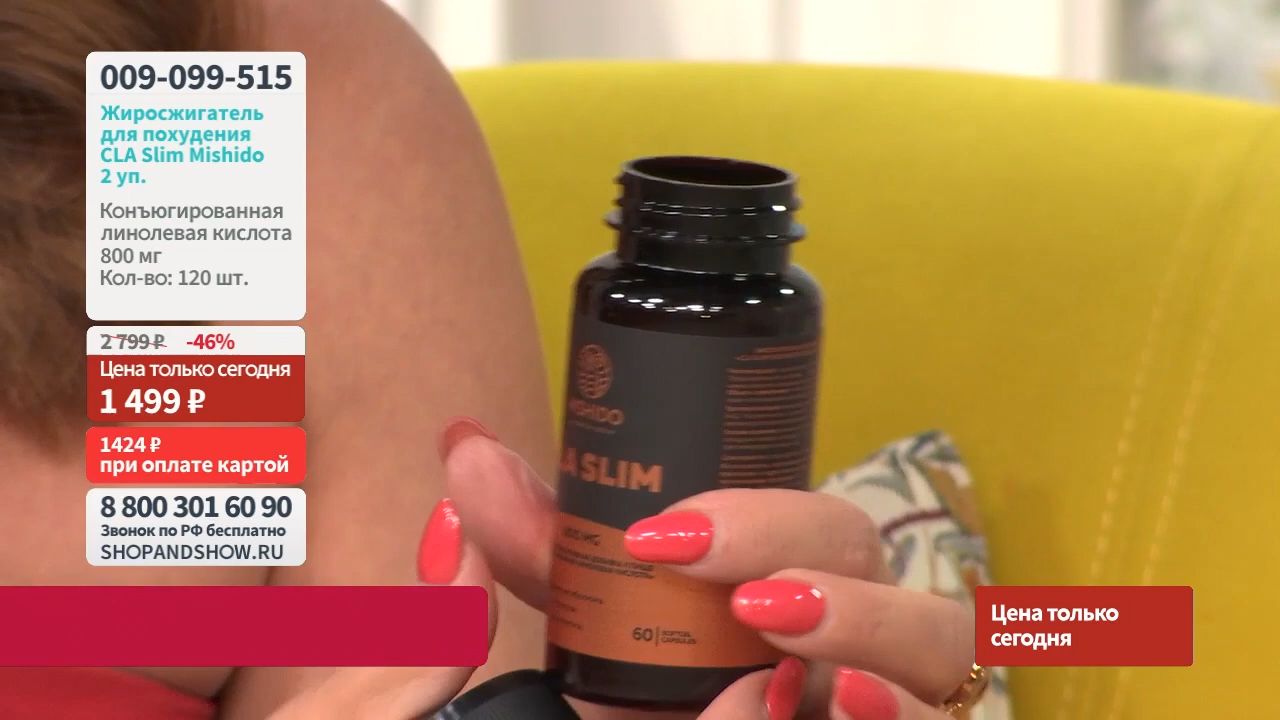 009-099-515
Жиросжигатель
для похудения
CLA Slim Mishido
2 уп.
Конъюгированная
линолевая кислота
800 мг
Кол-во: 120 шт.
2 799 ₽ -46%
Цена только сегодня
1 499 ₽
1424 ₽
при оплате картой
8 800 301 60 90
Звонок по РФ бесплатно
SHOPANDSHOW.RU
SLIM
60
SOFTGEL
CAPSULES
Цена только
сегодня